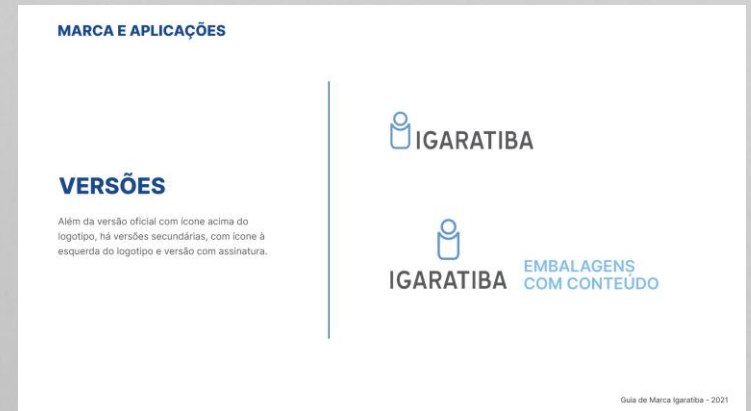 MARCA E APLICAÇÕES
VERSÕES
Além da versão oficial com ícone acima do
logotipo, há versões secundárias, com ícone à
esquerda do logotipo e versão com assinatura.
IGARATIBA
IGARATIBA
EMBALAGENS
COM CONTEÚDO
Guia de Marca Igaratiba - 2021